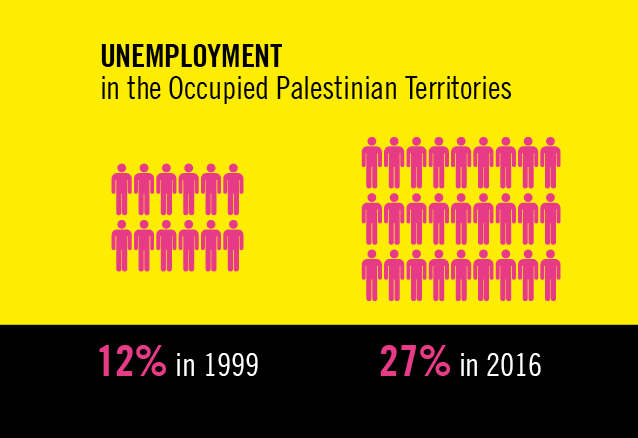 UNEMPLOYMENT
in the Occupied Palestinian Territories
12% in 1999
27% in 2016